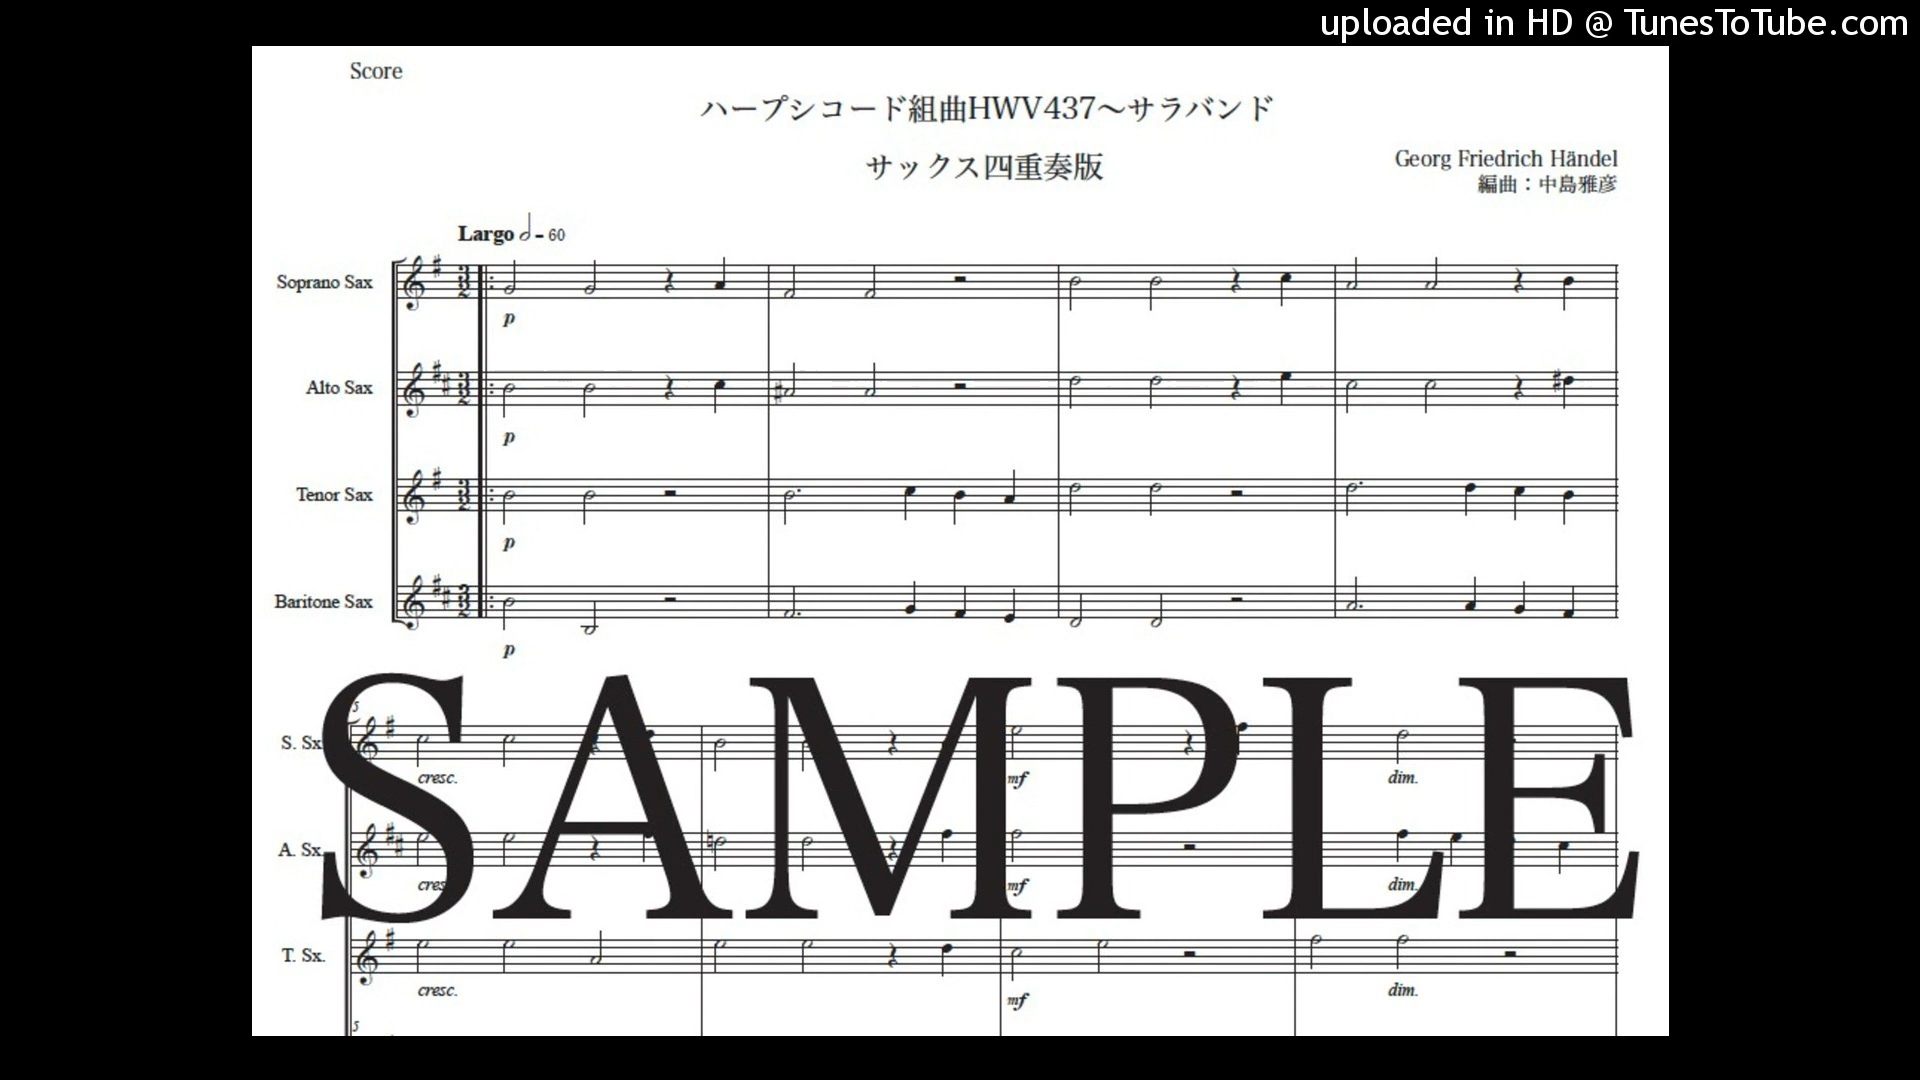 uploaded in HD @ TunesToTube.com
Score
ハープシコード組曲HWV437～サラバンド
サックス四重奏版
Georg Friedrich Händel
編曲：中島雅彦
Largo = 60
Soprano Sax
p
Alto Sax
p
Tenor Sax
p
Baritone Sax
p
SAMPLE
5
S. Sx.
cresc.
mf
dim.
A. Sx.
cresc.
mf
dim.
T. Sx.
cresc.
mf
dim.
5